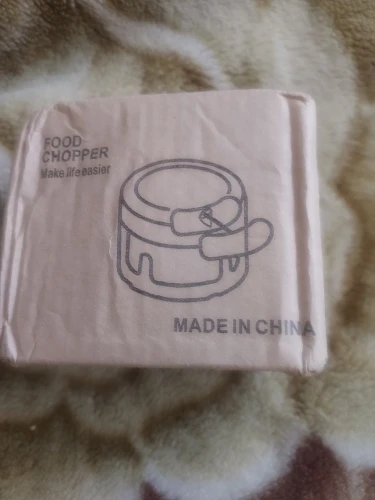 FOOD
CHOPPER
Make life easier
MADE IN CHINA